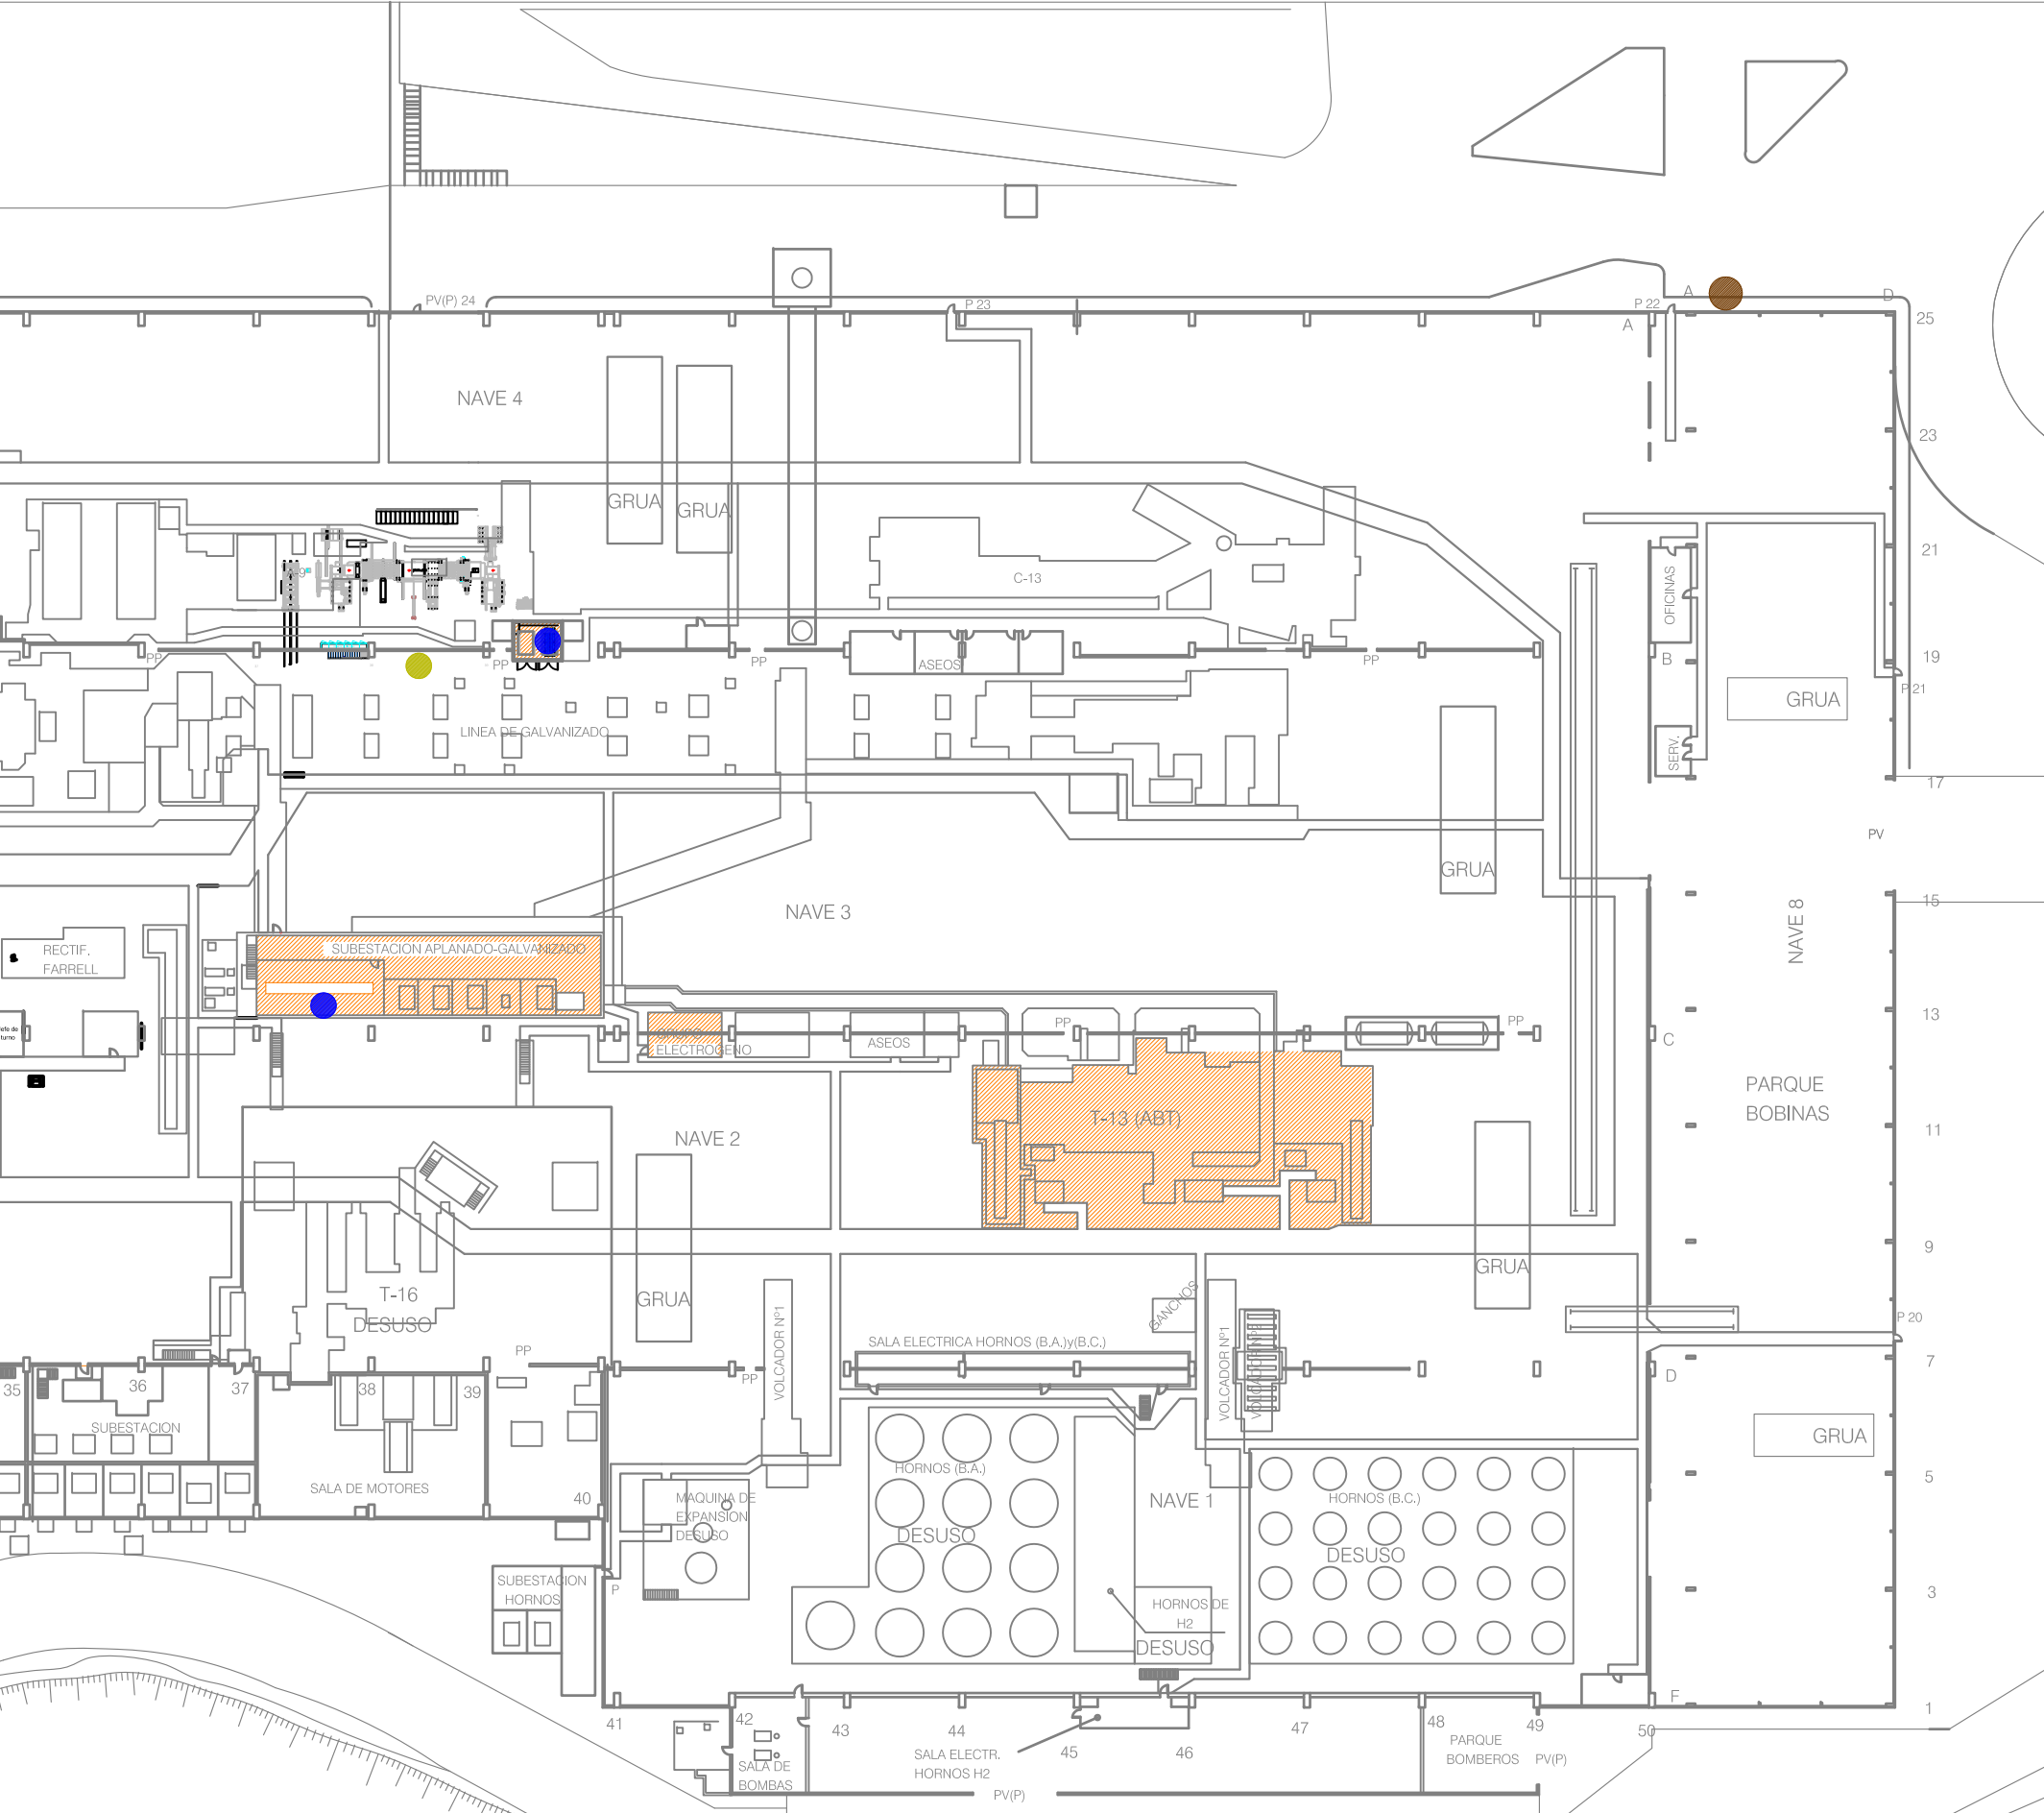 PV(P) 24
P 23
P 22
A
D
25
A
NAVE 4
23
GRUA
GRUA
21
C-13
OFICINAS
PP
PP
PP
ASEOS
PP
B
19
P 21
GRUA
LINEA DE GALVANIZADO
SERV.
17
PV
GRUA
NAVE 3
15
NAVE 8
RECTIF.
FARRELL
SUBESTACION APLANADO-GALVANIZADO
13
PP
PP
GRUPO
ELECTROGENO
ASEOS
C
PARQUE
BOBINAS
T-13 (ABT)
NAVE 2
11
9
GRUA
GRUA
T-16
DESUSO
GANCHOS
VOLCADOR Nº1
VOLCADOR Nº1
P 20
SALA ELECTRICA HORNOS (B.A.)y(B.C.)
PP
PP
7
D
35
36
37
38
39
SUBESTACION
GRUA
HORNOS (B.A.)
5
SALA DE MOTORES
40
MAQUINA DE
EXPANSION
DESUSO
NAVE 1
HORNOS (B.C.)
DESUSO
DESUSO
SUBESTACION
HORNOS
P
3
HORNOS DE
H2
DESUSO
F
1
41
42
43
44
45
46
47
48
49
50
SALA ELECTR.
HORNOS H2
PARQUE
BOMBEROS
PV(P)
SALA DE
BOMBAS
PV(P)